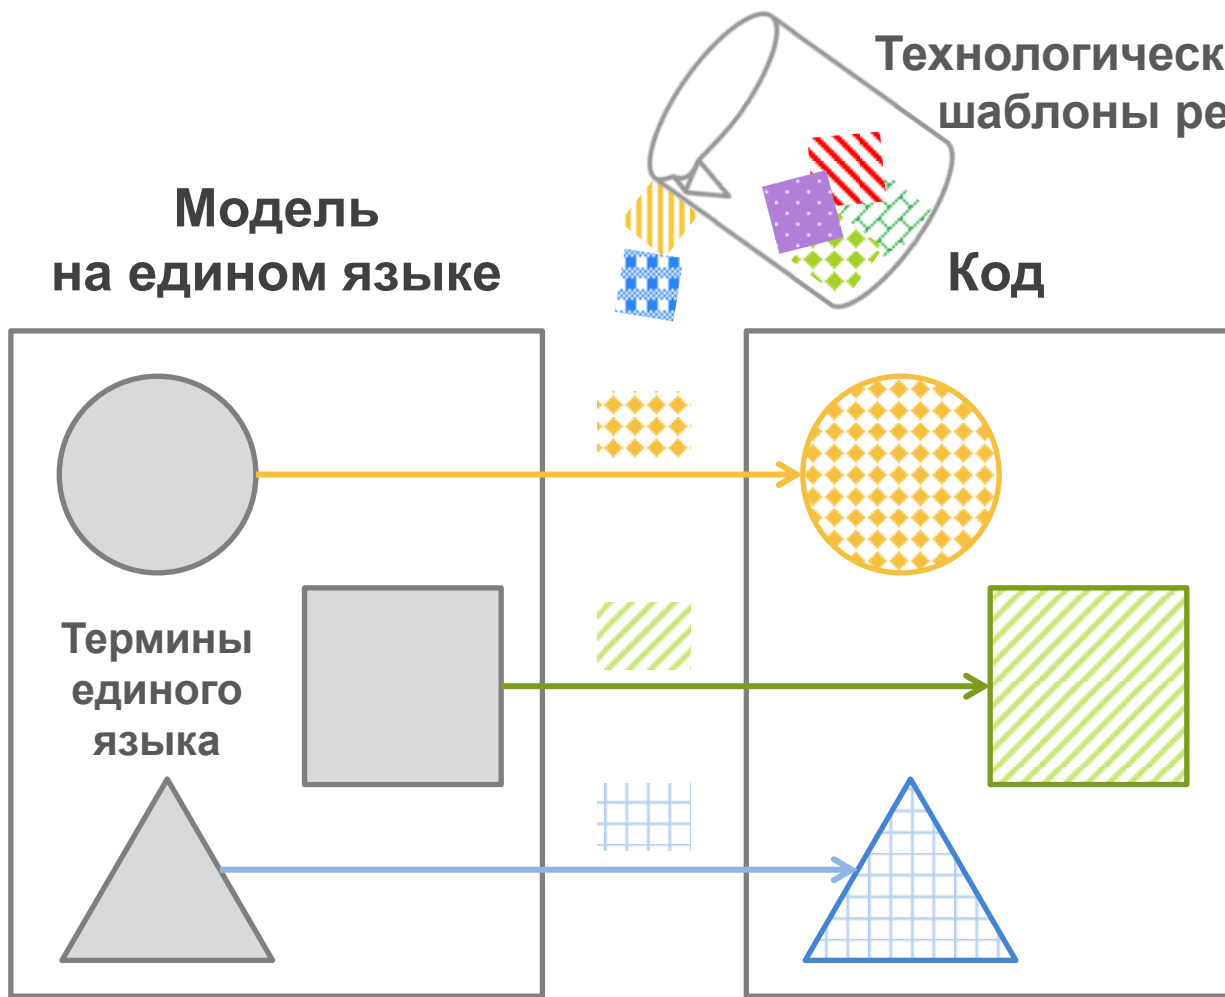 Технологическ
шаблоны ре
Модель
на едином языке
Код
Термины
единого
языка